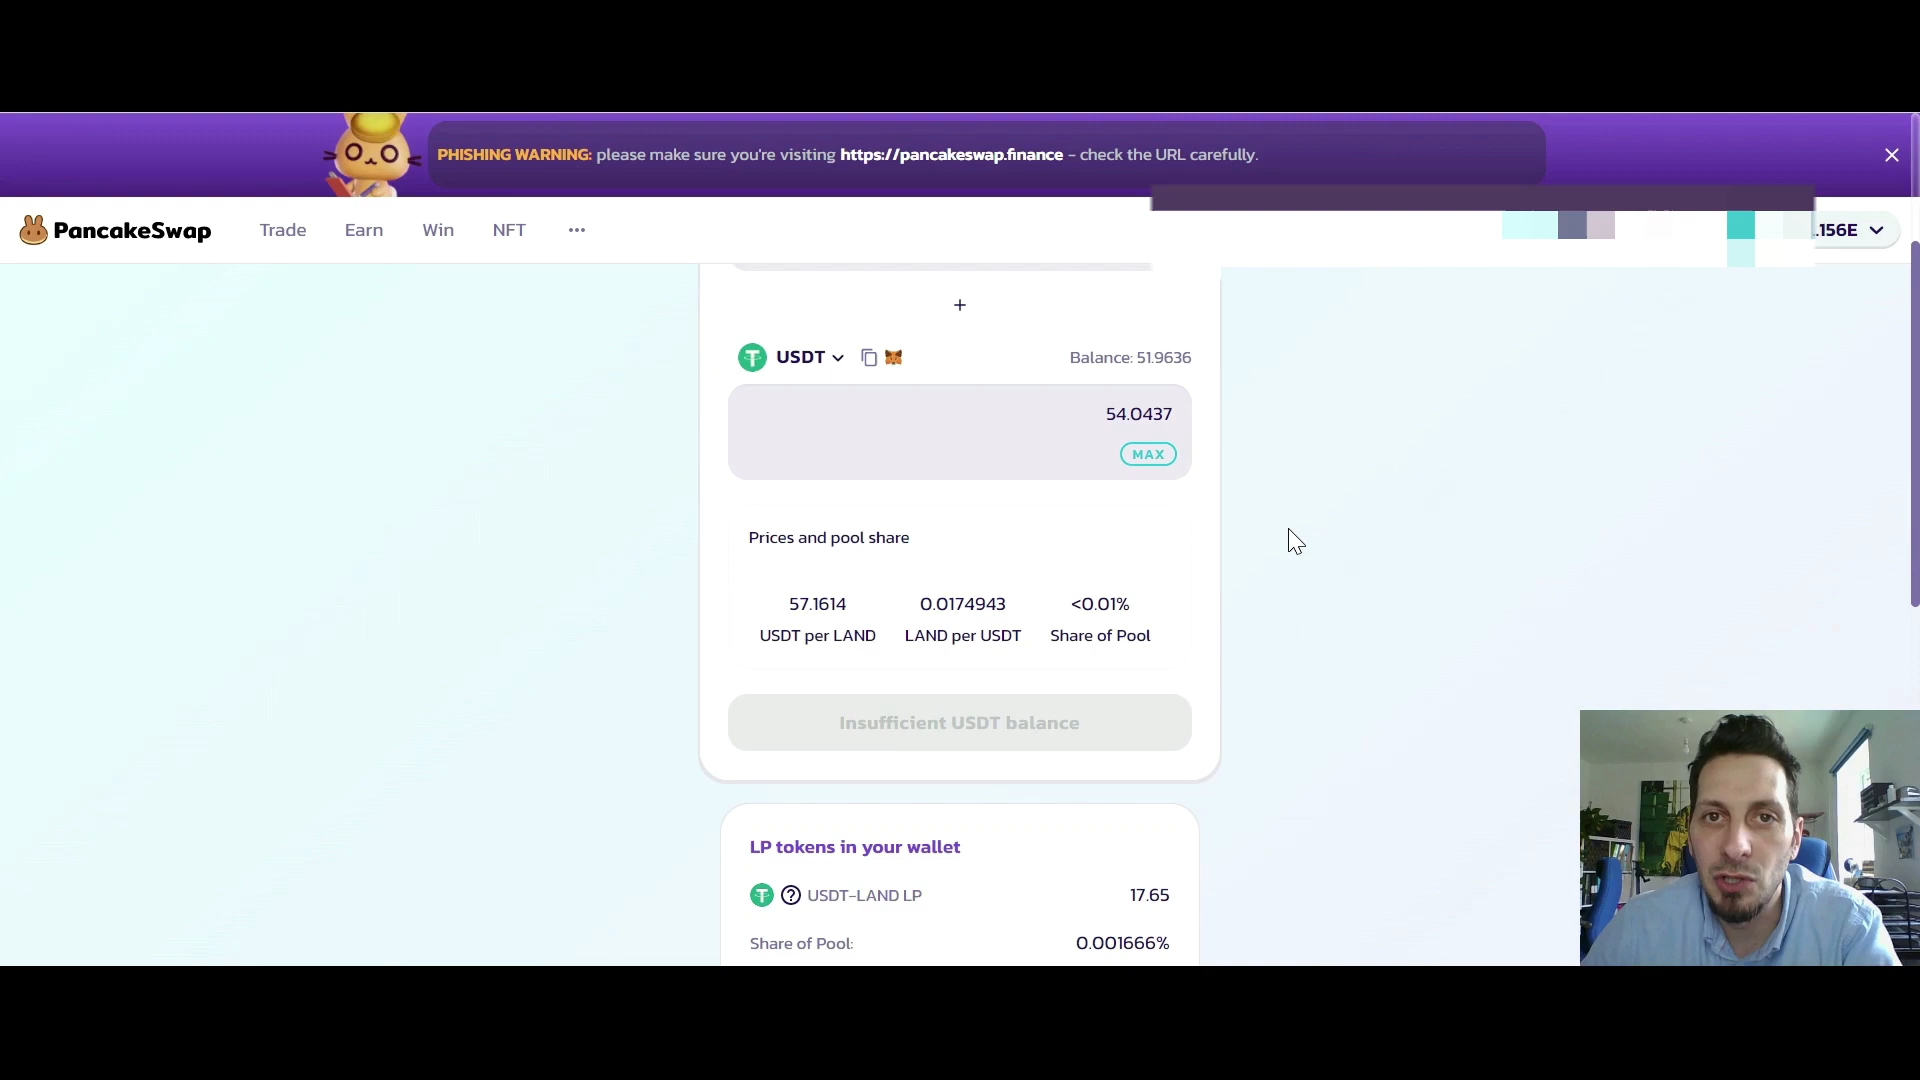 PHISHING WARNING: please make sure you're visiting https://pancakeswap.finance - check the URL carefully.
PancakeSwap
Trade
Earn
Win
NFT
.156E
+
USDT
Balance: 51.9636
54.0437
MAX
Prices and pool share
57.1614
0.0174943
<0.01%
USDT per LAND
LAND per USDT
Share of Pool
Insufficient USDT balance
LP tokens in your wallet
USDT-LAND LP
17.65
Share of Pool:
0.001666%